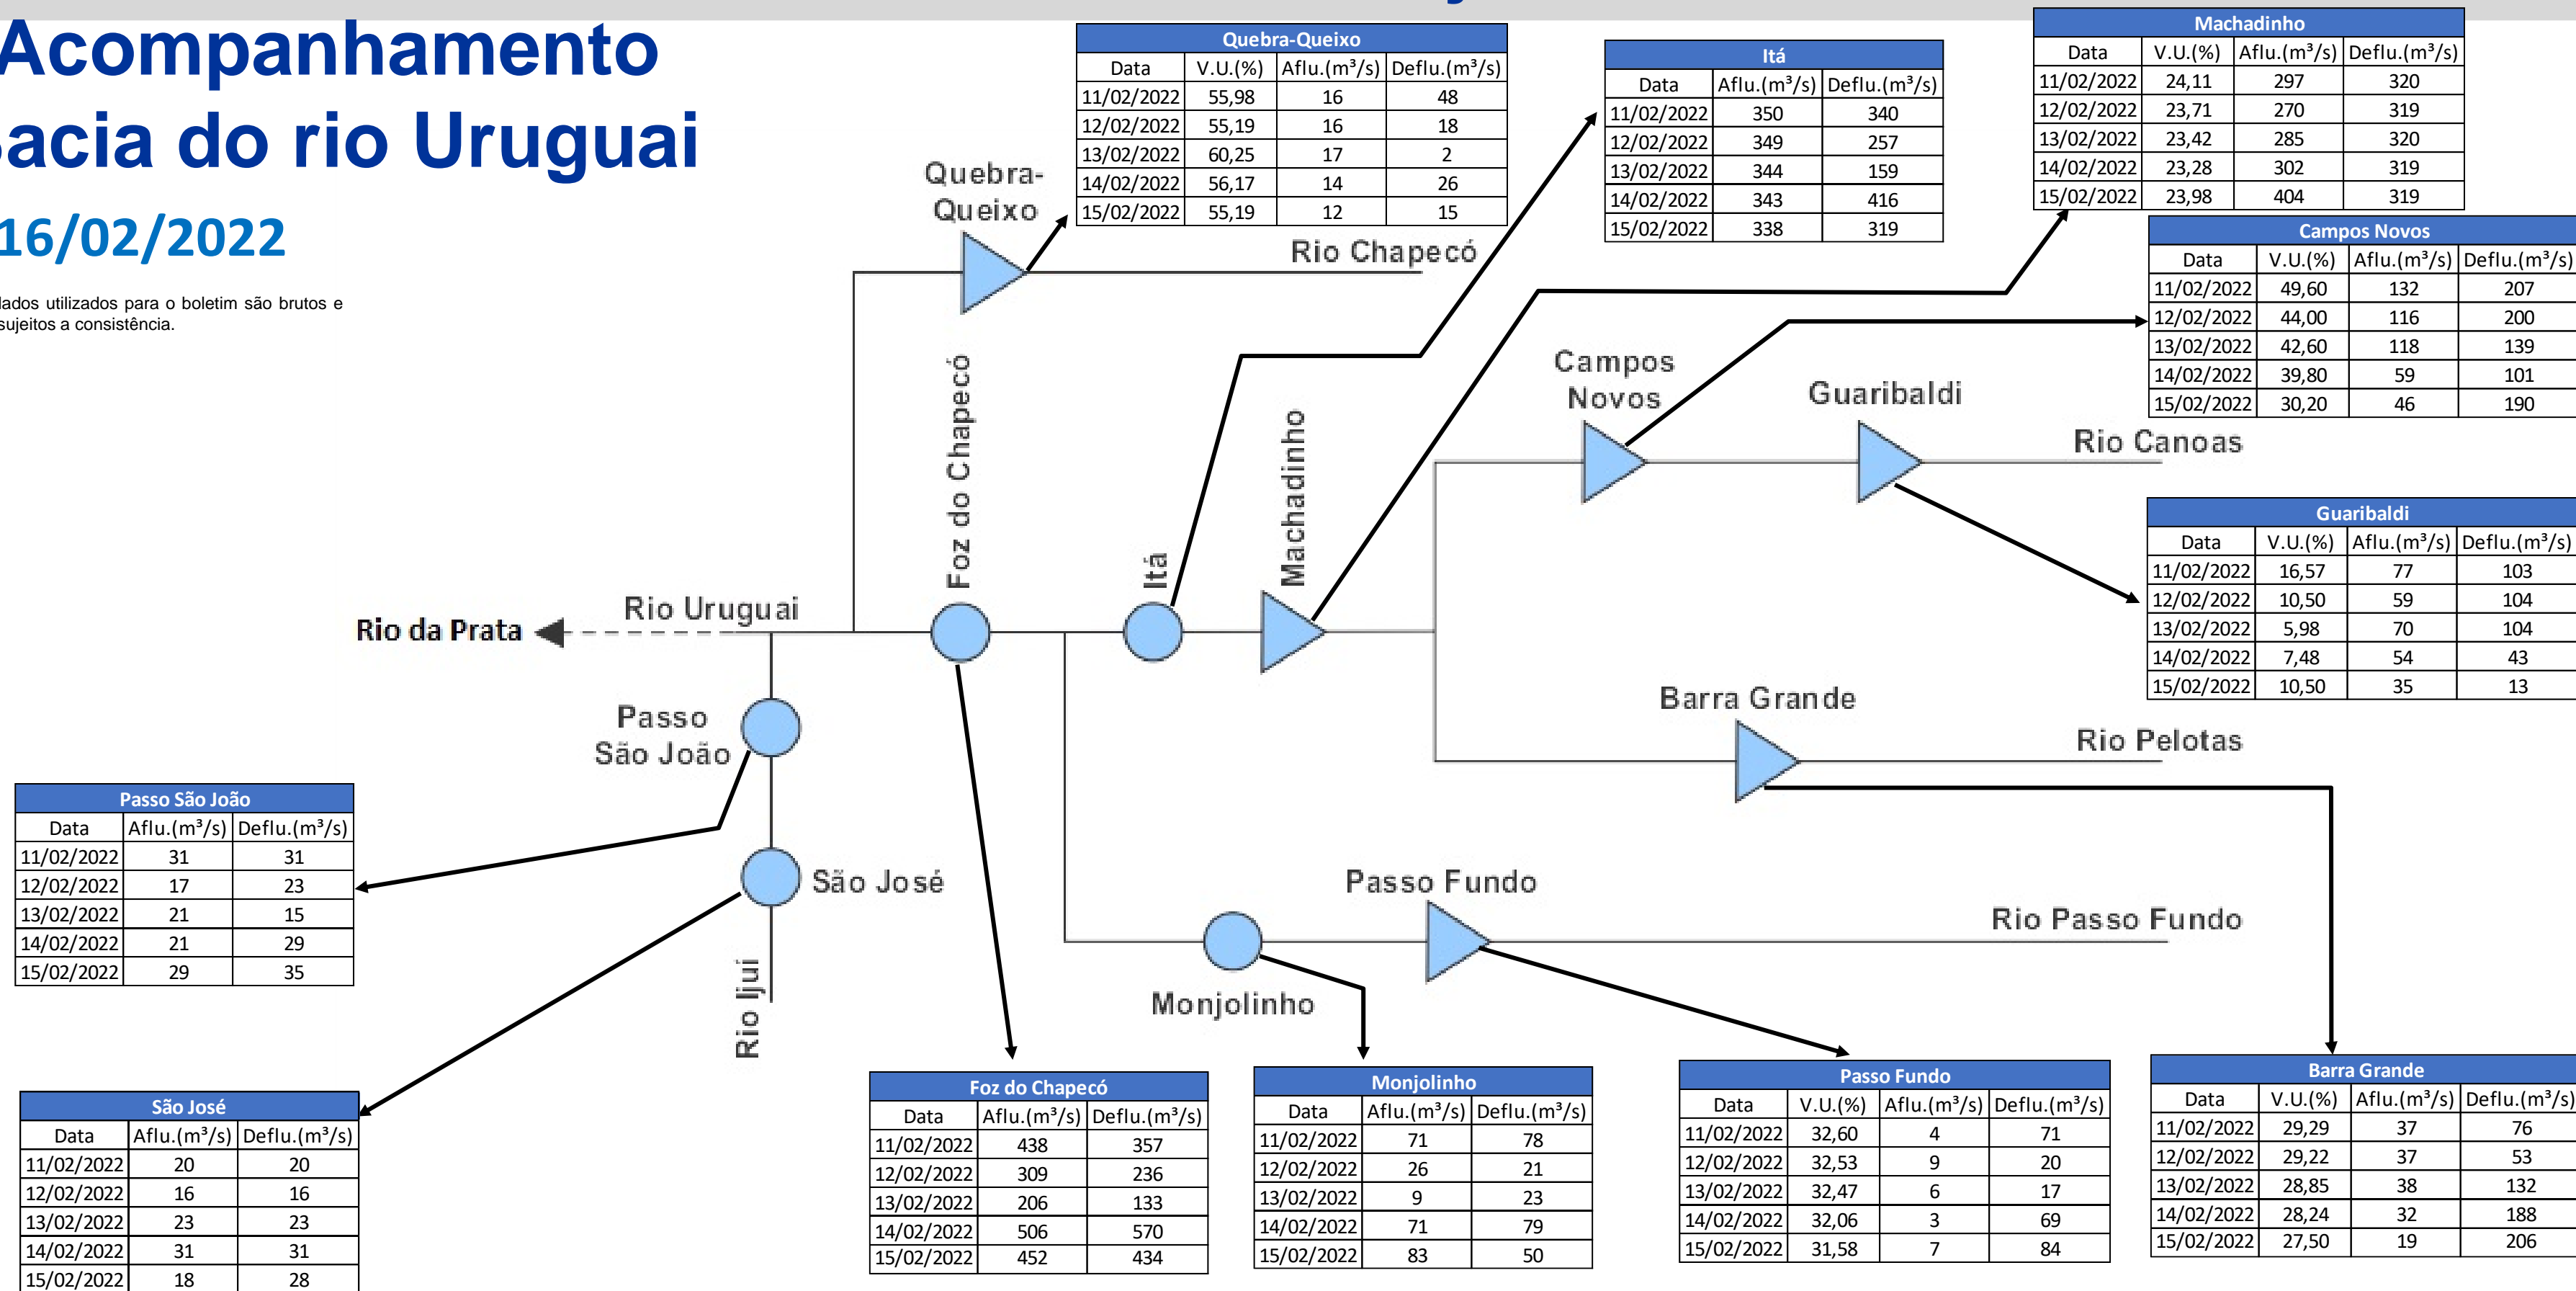 Acompanhamento
acia do rio Uruguai
16/02/2022
dados utilizados para o boletim são brutos e
sujeitos a consistência.
Quebra-Queixo
Data V.U.(%) Aflu.(m³/s) Deflu.(m³/s)
11/02/2022 55,98 16 48
12/02/2022 55,19 16 18
13/02/2022 60,25 17 2
14/02/2022 56,17 14 26
15/02/2022 55,19 12 15
Itá
Data Aflu.(m³/s) Deflu.(m³/s)
11/02/2022 350 340
12/02/2022 349 257
13/02/2022 344 159
14/02/2022 343 416
15/02/2022 338 319
Machadinho
Data V.U.(%) Aflu.(m³/s) Deflu.(m³/s)
11/02/2022 24,11 297 320
12/02/2022 23,71 270 319
13/02/2022 23,42 285 320
14/02/2022 23,28 302 319
15/02/2022 23,98 404 319
Campos Novos
Data V.U.(%) Aflu.(m³/s) Deflu.(m³/s)
11/02/2022 49,60 132 207
12/02/2022 44,00 116 200
13/02/2022 42,60 118 139
14/02/2022 39,80 59 101
15/02/2022 30,20 46 190
Guaribaldi
Data V.U.(%) Aflu.(m³/s) Deflu.(m³/s)
11/02/2022 16,57 77 103
12/02/2022 10,50 59 104
13/02/2022 5,98 70 104
14/02/2022 7,48 54 43
15/02/2022 10,50 35 13
Quebra-
Queixo
Rio Chapecó
Foz do Chapecó
Itá
Machadinho
Campos
Novos
Guaribaldi
Rio Canoas
Rio da Prata
Rio Uruguai
Barra Grande
Rio Pelotas
Passo
São João
São José
Rio Ijuí
Passo Fundo
Rio Passo Fundo
Monjolinho
Passo São João
Data Aflu.(m³/s) Deflu.(m³/s)
11/02/2022 31 31
12/02/2022 17 23
13/02/2022 21 15
14/02/2022 21 29
15/02/2022 29 35
São José
Data Aflu.(m³/s) Deflu.(m³/s)
11/02/2022 20 20
12/02/2022 16 16
13/02/2022 23 23
14/02/2022 31 31
15/02/2022 18 28
Foz do Chapecó
Data Aflu.(m³/s) Deflu.(m³/s)
11/02/2022 438 357
12/02/2022 309 236
13/02/2022 206 133
14/02/2022 506 570
15/02/2022 452 434
Monjolinho
Data Aflu.(m³/s) Deflu.(m³/s)
11/02/2022 71 78
12/02/2022 26 21
13/02/2022 9 23
14/02/2022 71 79
15/02/2022 83 50
Passo Fundo
Data V.U.(%) Aflu.(m³/s) Deflu.(m³/s)
11/02/2022 32,60 4 71
12/02/2022 32,53 9 20
13/02/2022 32,47 6 17
14/02/2022 32,06 3 69
15/02/2022 31,58 7 84
Barra Grande
Data V.U.(%) Aflu.(m³/s) Deflu.(m³/s)
11/02/2022 29,29 37 76
12/02/2022 29,22 37 53
13/02/2022 28,85 38 132
14/02/2022 28,24 32 188
15/02/2022 27,50 19 206